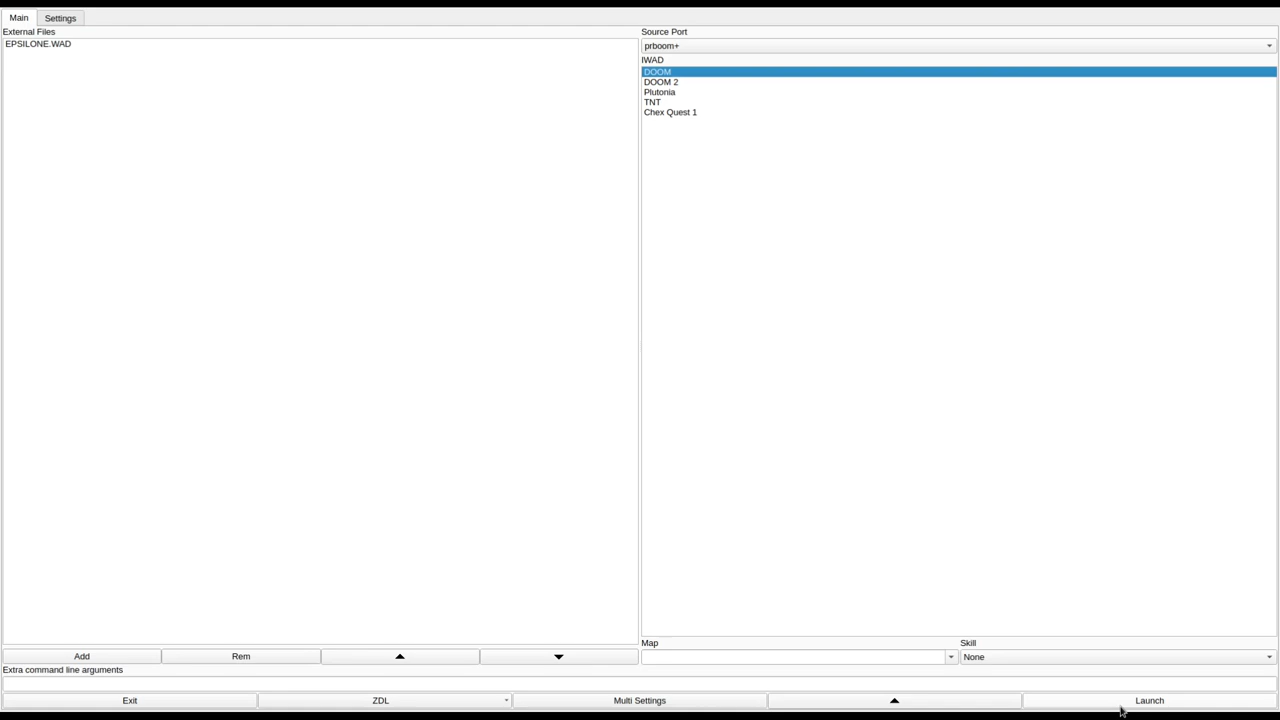 Main Settings
External Files
EPSILONE.WAD
Source Port
prboom+
IWAD
DOOM
DOOM 2
Plutonia
TNT
Chex Quest 1
Add Rem
Map Skill
None
Extra command line arguments
Exit ZDL Multi Settings Launch